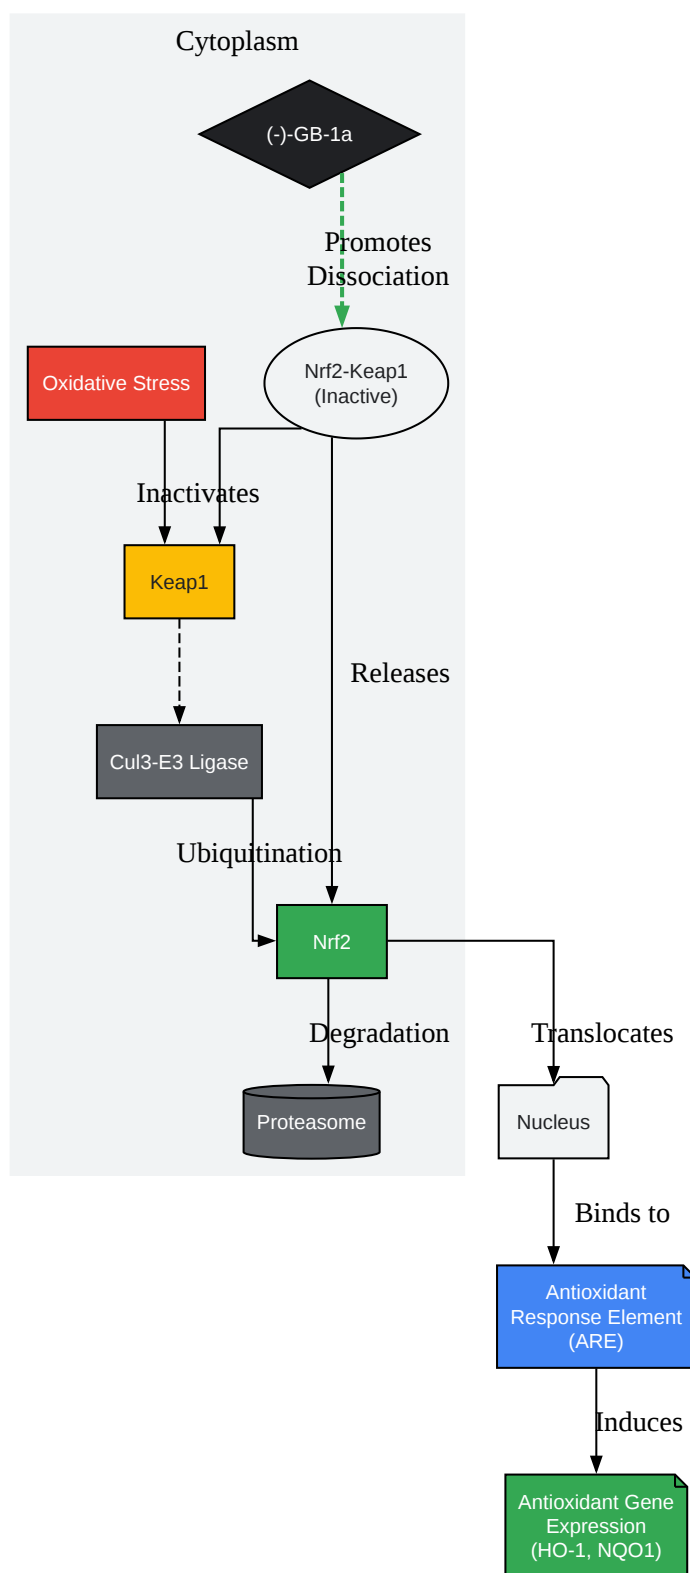 Cytoplasm
(-)-GB-1a
Promotes
Dissociation
Oxidative Stress
Nrf2-Keap1
(Inactive)
Inactivates
Keap1
Releases
Cul3-E3 Ligase
Ubiquitination
Nrf2
Degradation
Translocates
Proteasome
Nucleus
Binds to
Antioxidant
Response Element
(ARE)
Induces
Antioxidant Gene
Expression
(HO-1, NQO1)